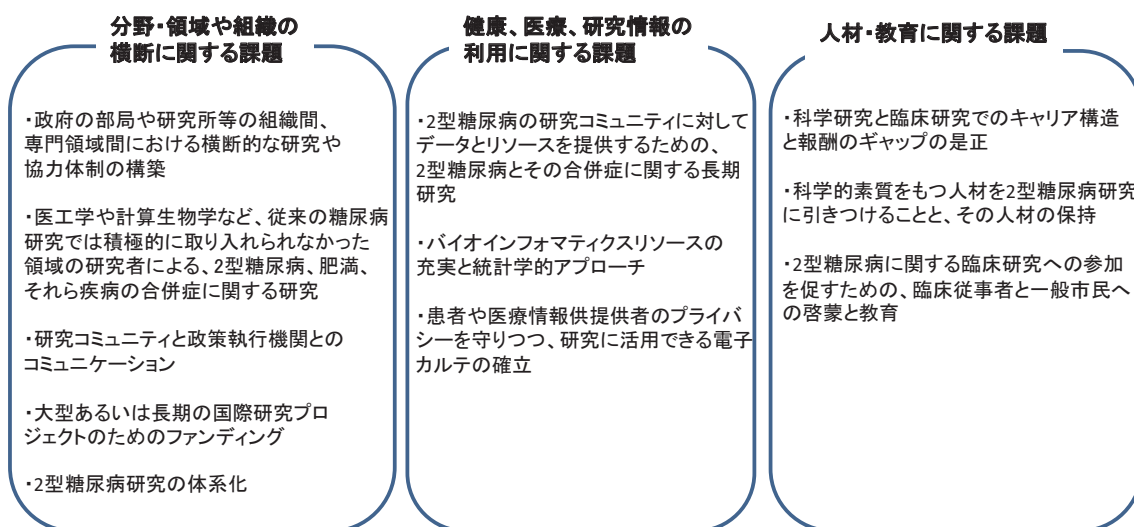 分野・領域や組織の
横断に関する課題
・政府の部局や研究所等の組織間、
専門領域間における横断的な研究や
協力体制の構築
・医工学や計算生物学など、従来の糖尿病
研究では積極的に取り入れられなかった
領域の研究者による、2型糖尿病、肥満、
それら疾病の合併症に関する研究
・研究コミュニティと政策執行機関との
コミュニケーション
・大型あるいは長期の国際研究プロ
ジェクトのためのファンディング
・2型糖尿病研究の体系化
健康、医療、研究情報の
利用に関する課題
・2型糖尿病の研究コミュニティに対して
データとリソースを提供するための、
2型糖尿病とその合併症に関する長期
研究
・バイオインフォマティクスリソースの
充実と統計学的アプローチ
・患者や医療情報供提供者のプライバ
シーを守りつつ、研究に活用できる電子
カルテの確立
人材・教育に関する課題
・科学研究と臨床研究でのキャリア構造
と報酬のギャップの是正
・科学的素質をもつ人材を2型糖尿病研究
に引きつけることと、その人材の保持
・2型糖尿病に関する臨床研究への参加
を促すための、臨床従事者と一般市民へ
の啓蒙と教育